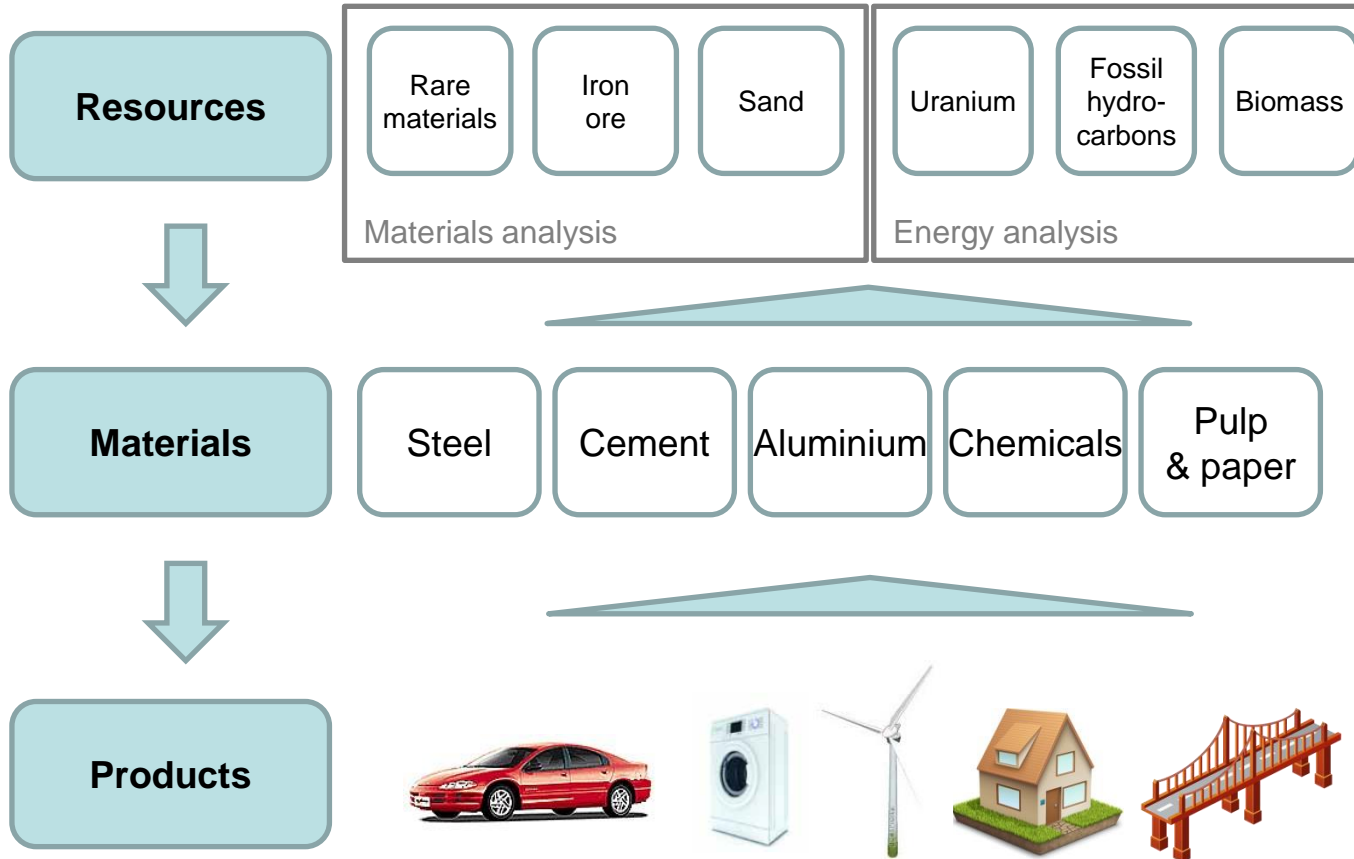 Resources
Rare
materials
Iron
ore
Sand
Uranium
Fossil
hydro-
carbons
Biomass
Materials analysis
Energy analysis
Materials
Steel
Cement
Aluminium
Chemicals
Pulp
& paper
Products